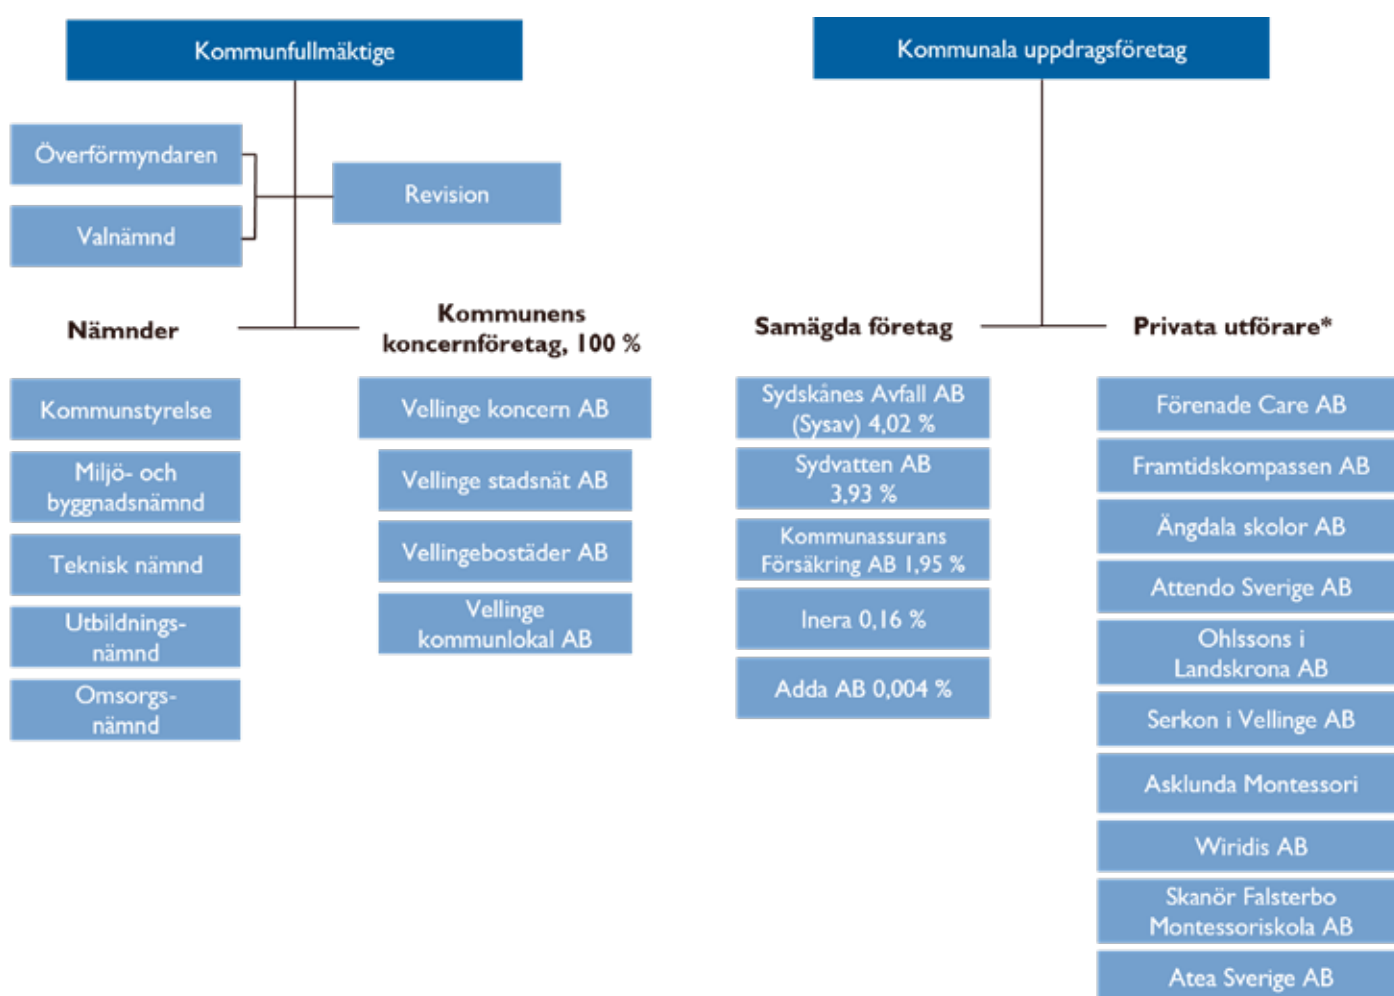 Kommunfullmäktige
Överförmyndaren
Valnämnd
Revision
Nämnder
Kommunstyrelse
Miljö- och
byggnadsnämnd
Teknisk nämnd
Utbildnings-
nämnd
Omsorgs-
nämnd
Kommunens
koncernföretag, 100 %
Vellinge koncern AB
Vellinge stadsnät AB
Vellingebostäder AB
Vellinge
kommunlokal AB
Kommunala uppdragsföretag
Samägda företag
Sydskånes Avfall AB
(Sysav) 4,02 %
Sydvatten AB
3,93 %
Kommunassurans
Försäkring AB 1,95 %
Inera 0,16 %
Adda AB 0,004 %
Privata utförare*
Förenade Care AB
Framtidskompassen AB
Ängdala skolor AB
Attendo Sverige AB
Ohlssons i
Landskrona AB
Serkon i Vellinge AB
Asklunda Montessori
Wiridis AB
Skanör Falsterbo
Montessoriskola AB
Atea Sverige AB